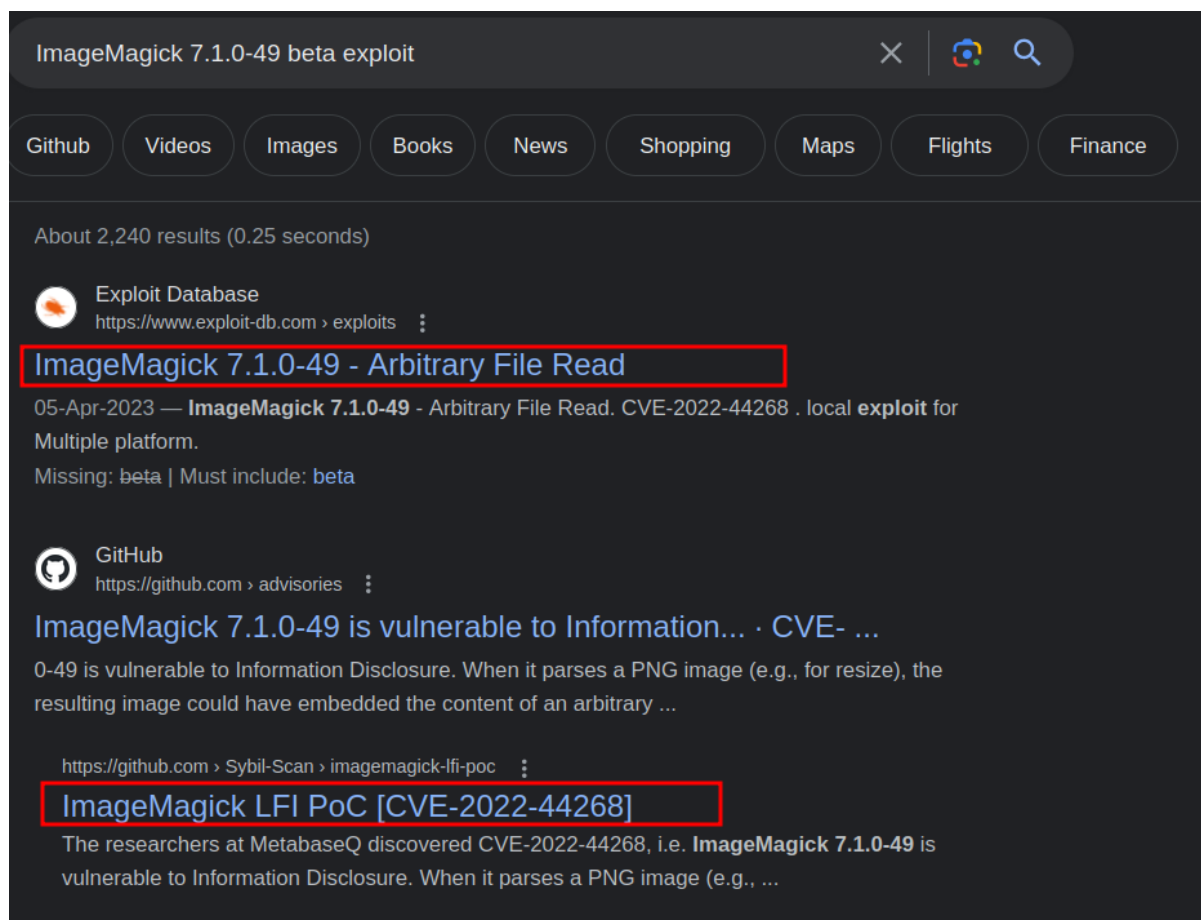 ImageMagick 7.1.0-49 beta exploit
Github Videos Images Books News Shopping Maps Flights Finance
About 2,240 results (0.25 seconds)
Exploit Database
https://www.exploit-db.com › exploits
ImageMagick 7.1.0-49 - Arbitrary File Read
05-Apr-2023 — ImageMagick 7.1.0-49 - Arbitrary File Read. CVE-2022-44268 . local exploit for
Multiple platform.
Missing: beta | Must include: beta
GitHub
https://github.com › advisories
ImageMagick 7.1.0-49 is vulnerable to Information... · CVE- ...
0-49 is vulnerable to Information Disclosure. When it parses a PNG image (e.g., for resize), the
resulting image could have embedded the content of an arbitrary ...
https://github.com › Sybil-Scan › imagemagick-lfi-poc
ImageMagick LFI PoC [CVE-2022-44268]
The researchers at MetabaseQ discovered CVE-2022-44268, i.e. ImageMagick 7.1.0-49 is
vulnerable to Information Disclosure. When it parses a PNG image (e.g., ...